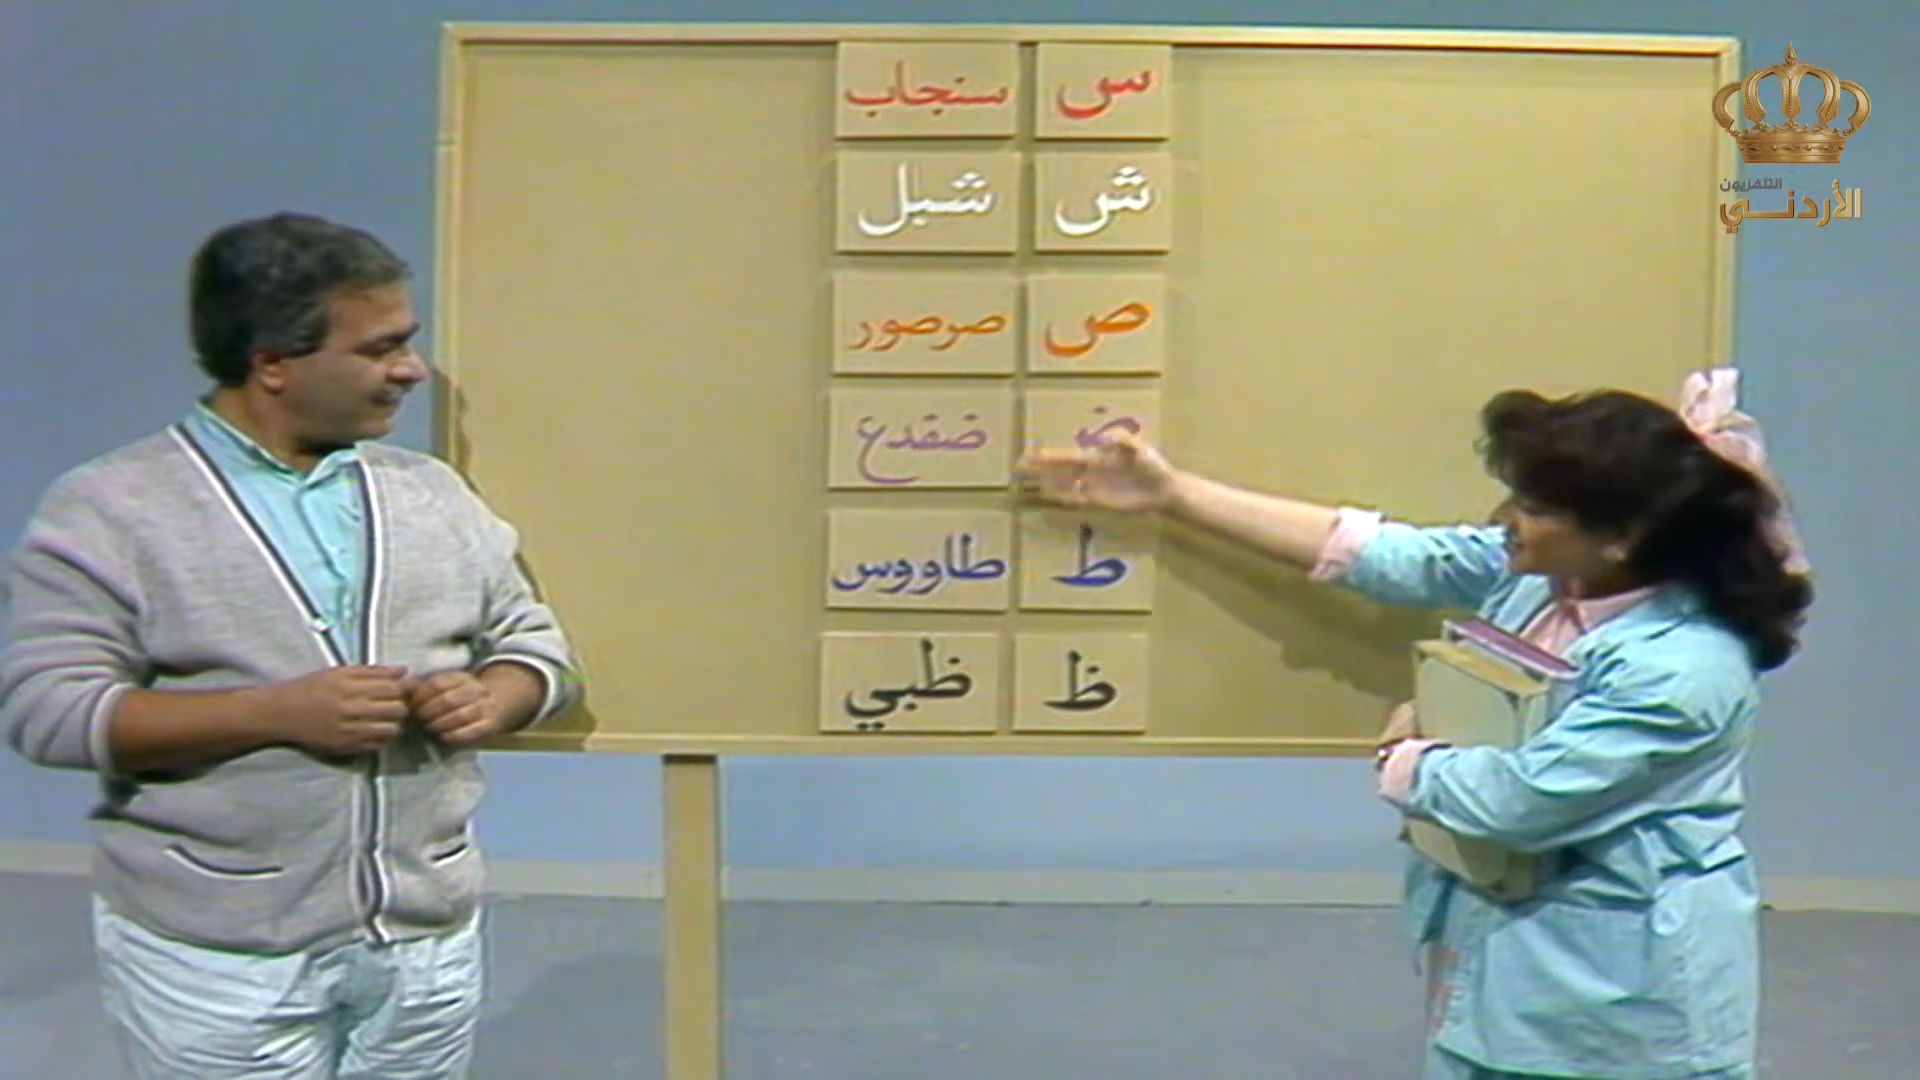 س سنجاب
ش شبل
ص صرصور
ض ضفدع
ط طاووس
ظ ظبي
التلفزيون
الأردني